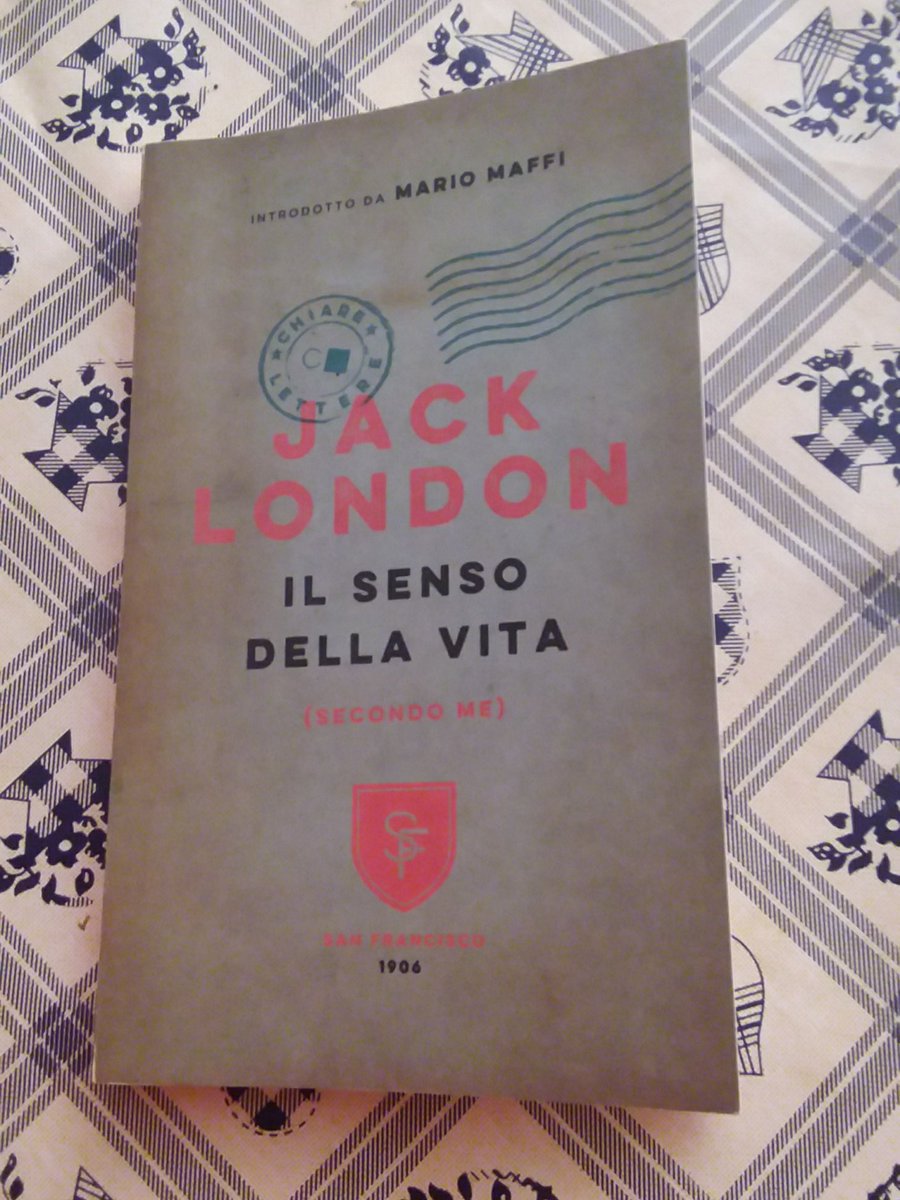 INTRODOTTO DA MARIO MAFFI
★ CHIARE ★
LETTERE
JACK
LONDON
IL SENSO
DELLA VITA
(SECONDO ME)
SF
SAN FRANCISCO
1906